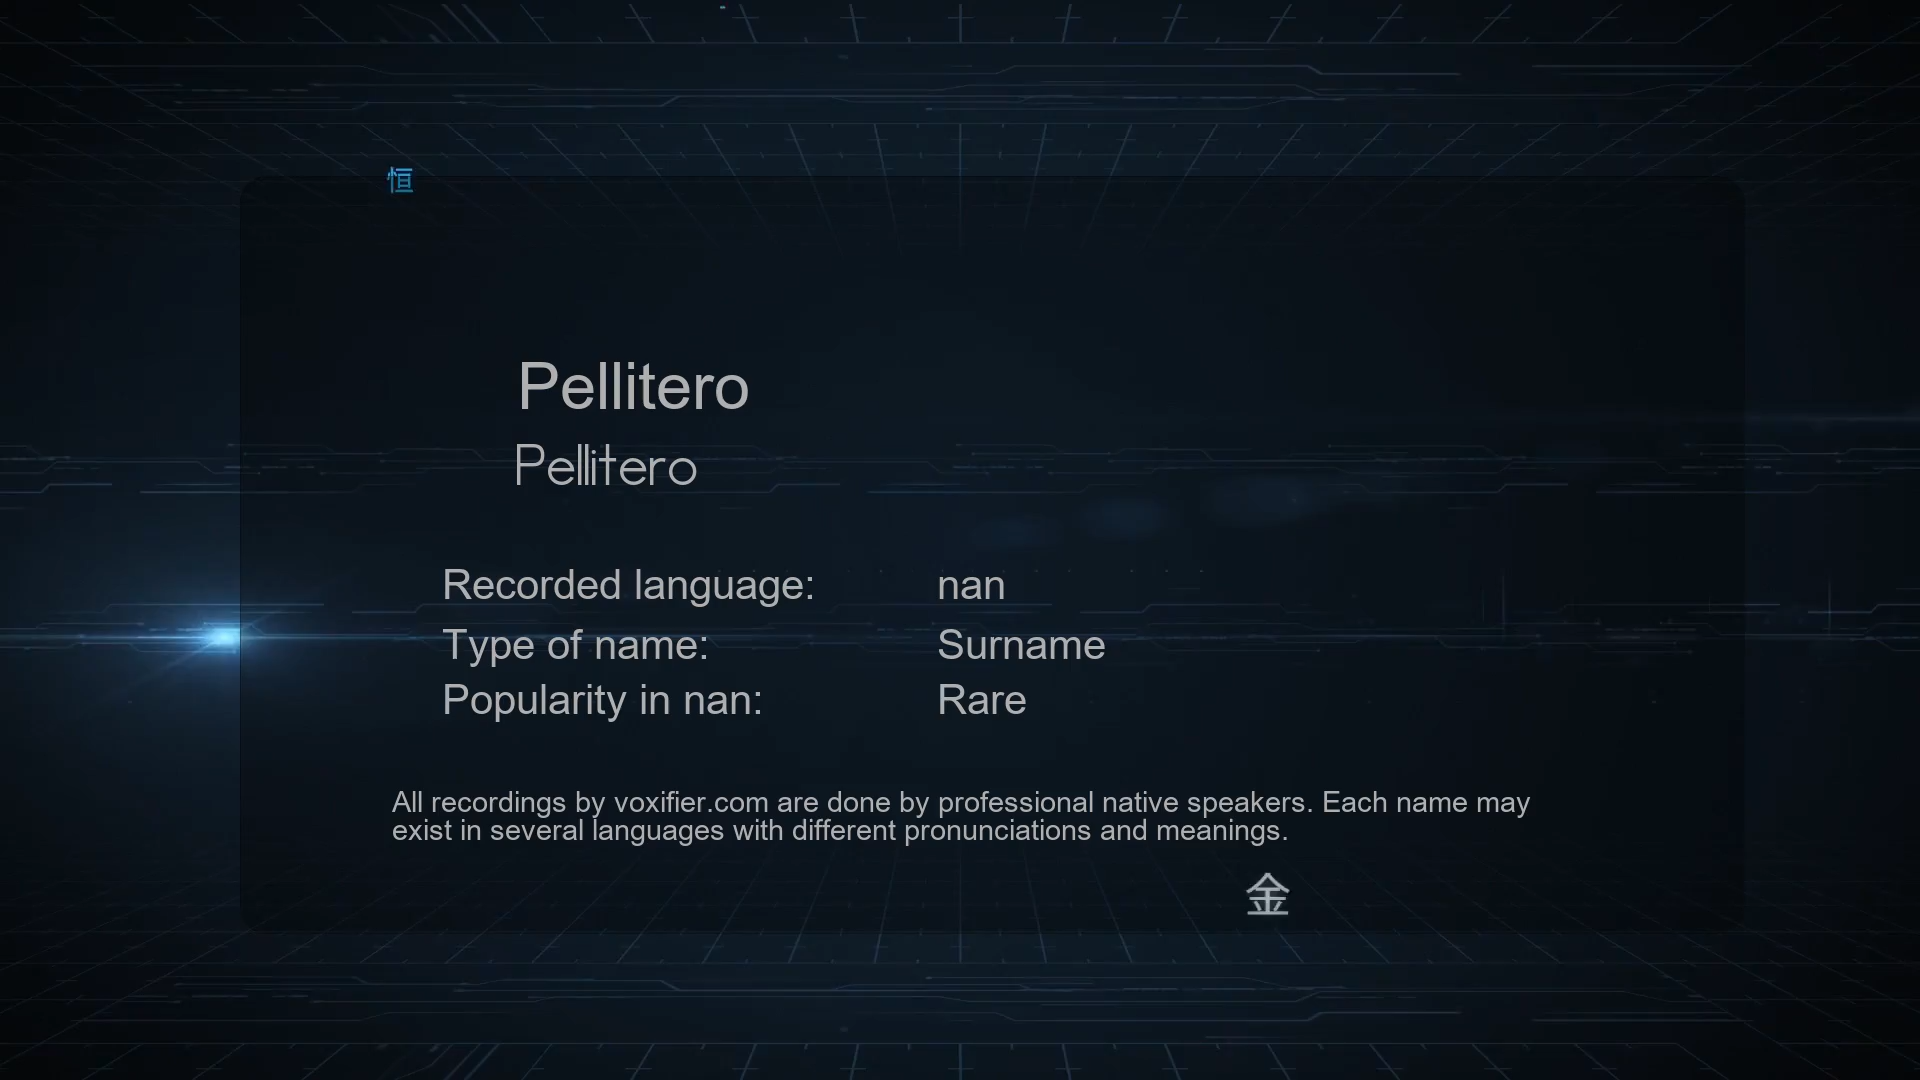 恒
Pellitero
Pellitero
Recorded language: nan
Type of name: Surname
Popularity in nan: Rare
All recordings by voxifier.com are done by professional native speakers. Each name may
exist in several languages with different pronunciations and meanings.
金